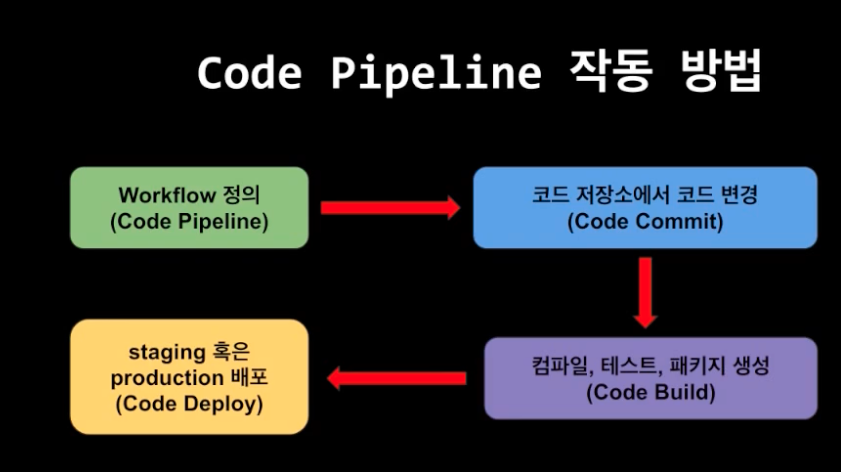 Code Pipeline 작동 방법
Workflow 정의
(Code Pipeline)
코드 저장소에서 코드 변경
(Code Commit)
컴파일, 테스트, 패키지 생성
(Code Build)
staging 혹은
production 배포
(Code Deploy)